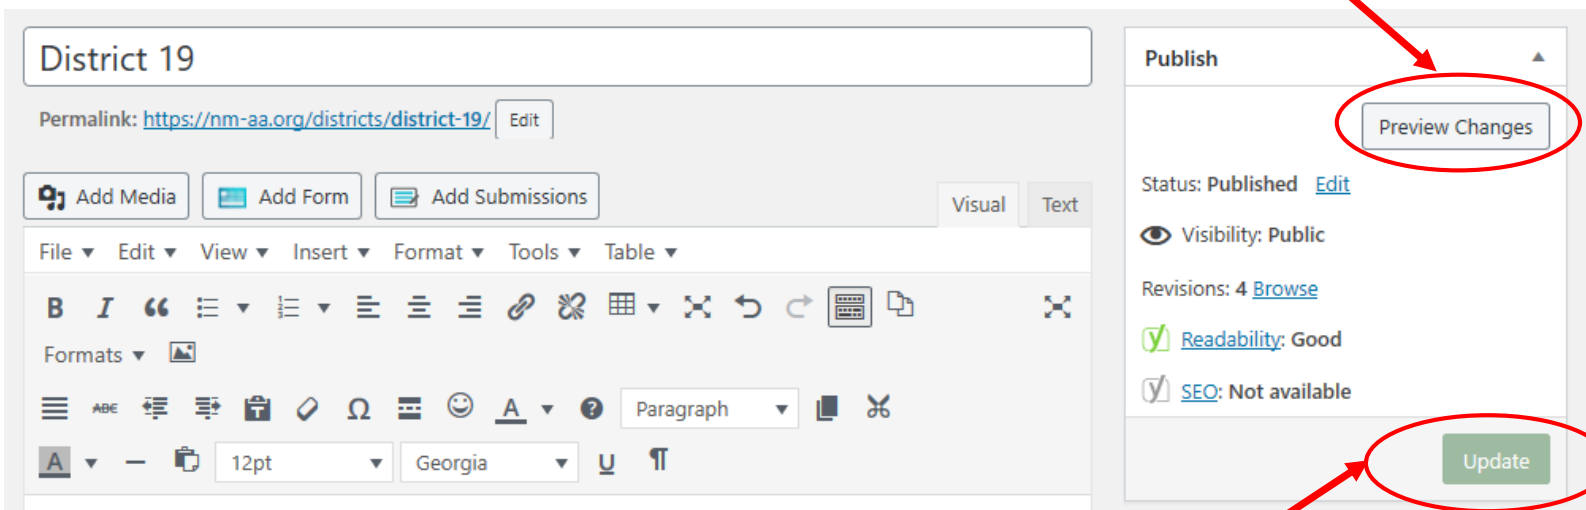 District 19
Permalink: https://nm-aa.org/districts/district-19/ Edit
Add Media Add Form Add Submissions
Visual Text
File Edit View Insert Format Tools Table
B I
Formats
ABE Ω A Paragraph
A 12pt Georgia U ¶
Publish
Preview Changes
Status: Published Edit
Visibility: Public
Revisions: 4 Browse
Readability: Good
SEO: Not available
Update